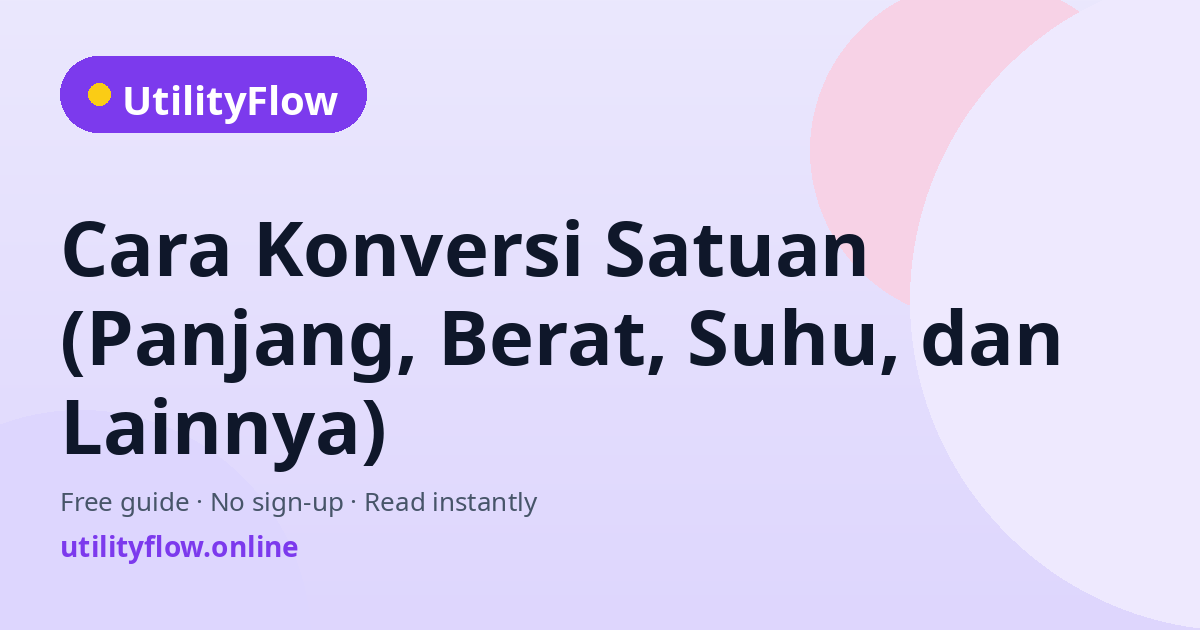 UtilityFlow
Cara Konversi Satuan
(Panjang, Berat, Suhu, dan
Lainnya)
Free guide · No sign-up · Read instantly
utilityflow.online